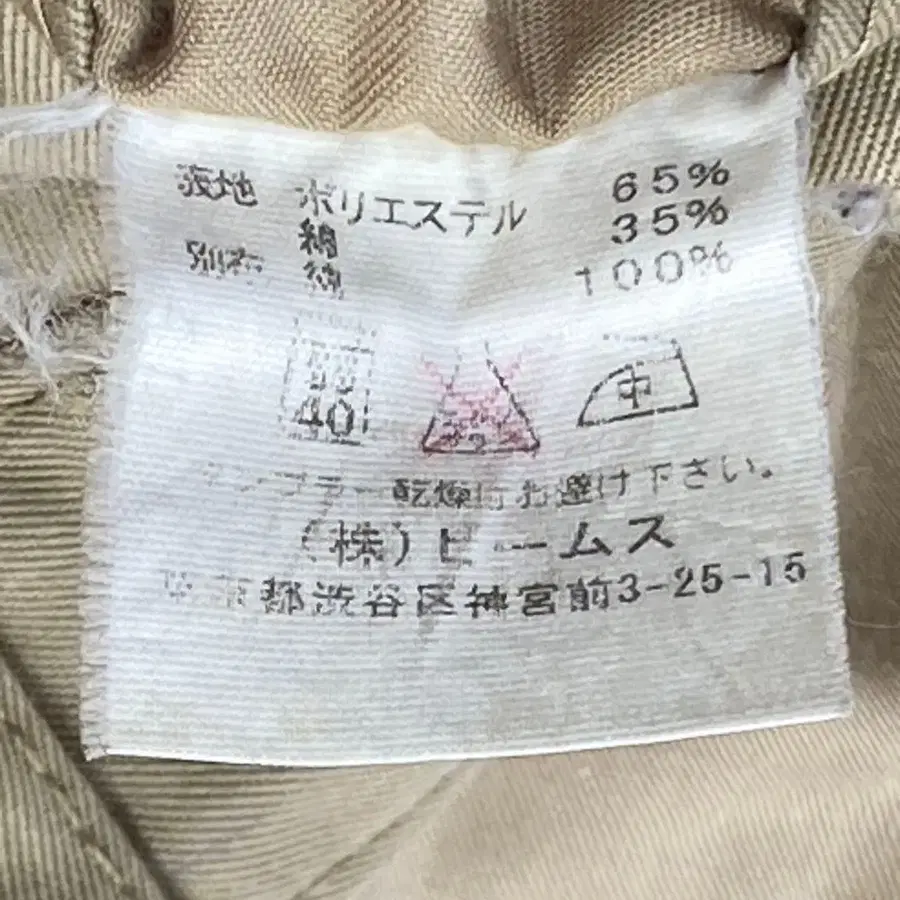 表地 ポリエステル 65%
綿 35%
別布 綿 100%
40
中
タンブラー乾燥はお避け下さい。
(株)ビームス
東京都渋谷区神宮前3-25-15